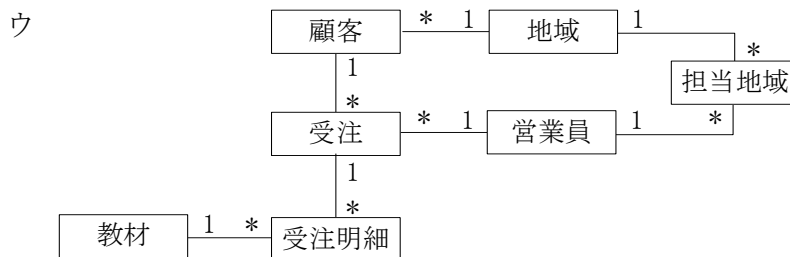 ウ
顧客 * 1 地域 1
* 担当地域
1
*
受注 * 1 営業員 1 *
1
*
教材 1 * 受注明細